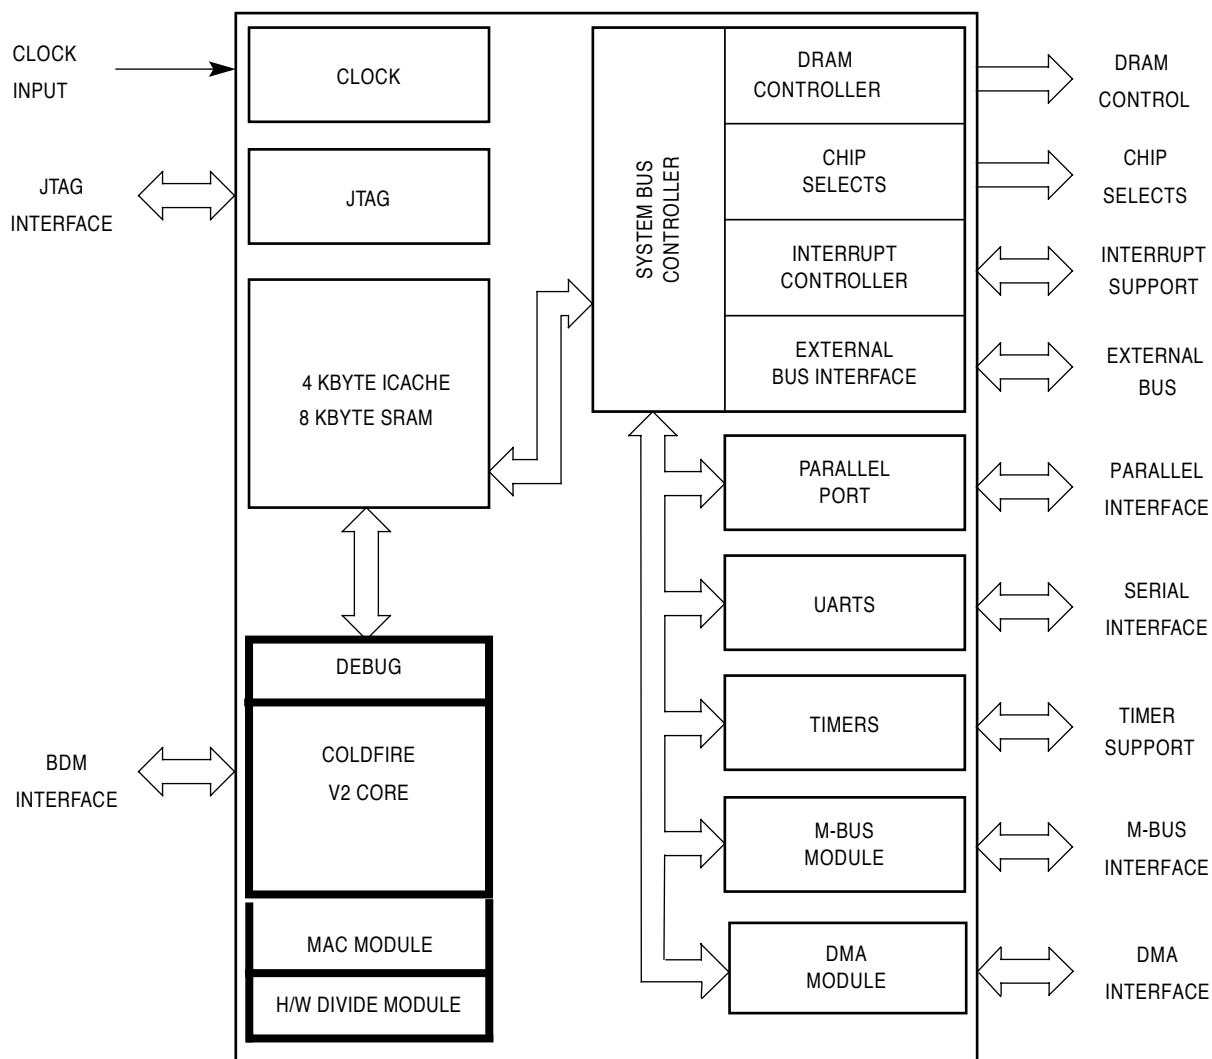 CLOCK
INPUT
JTAG
INTERFACE
BDM
INTERFACE
CLOCK
JTAG
4 KBYTE ICACHE
8 KBYTE SRAM
DEBUG
COLDFIRE
V2 CORE
MAC MODULE
H/W DIVIDE MODULE
SYSTEM BUS
CONTROLLER
DRAM
CONTROLLER
CHIP
SELECTS
INTERRUPT
CONTROLLER
EXTERNAL
BUS INTERFACE
PARALLEL
PORT
UARTS
TIMERS
M-BUS
MODULE
DMA
MODULE
DRAM
CONTROL
CHIP
SELECTS
INTERRUPT
SUPPORT
EXTERNAL
BUS
PARALLEL
INTERFACE
SERIAL
INTERFACE
TIMER
SUPPORT
M-BUS
INTERFACE
DMA
INTERFACE